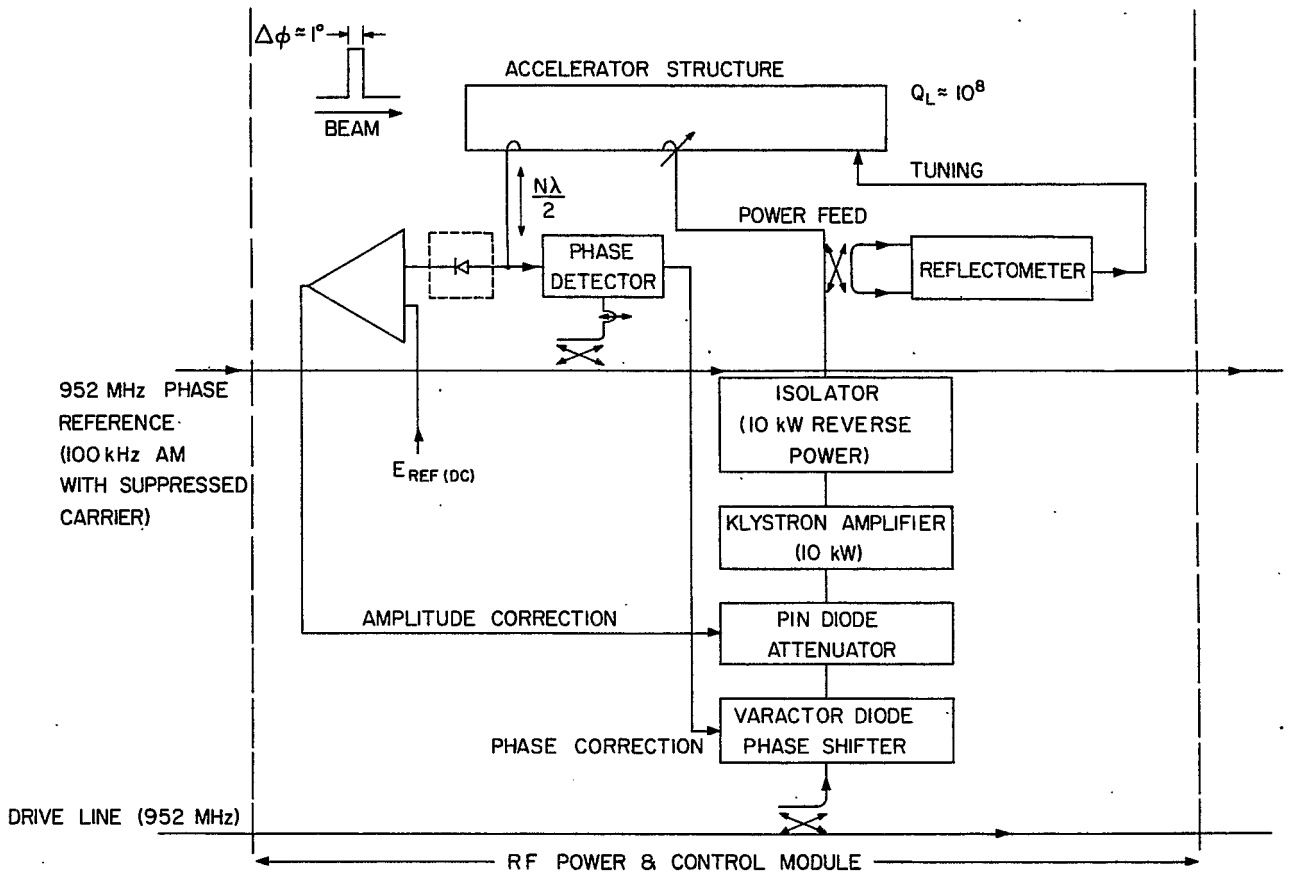 Δϕ ≈ 1°
BEAM
ACCELERATOR STRUCTURE
Q_L ≈ 10^8
Nλ/2
TUNING
POWER FEED
PHASE
DETECTOR
REFLECTOMETER
952 MHz PHASE
REFERENCE
(100 kHz AM
WITH SUPPRESSED
CARRIER)
E_REF (DC)
ISOLATOR
(10 kW REVERSE
POWER)
KLYSTRON AMPLIFIER
(10 kW)
AMPLITUDE CORRECTION
PIN DIODE
ATTENUATOR
PHASE CORRECTION
VARACTOR DIODE
PHASE SHIFTER
DRIVE LINE (952 MHz)
RF POWER & CONTROL MODULE